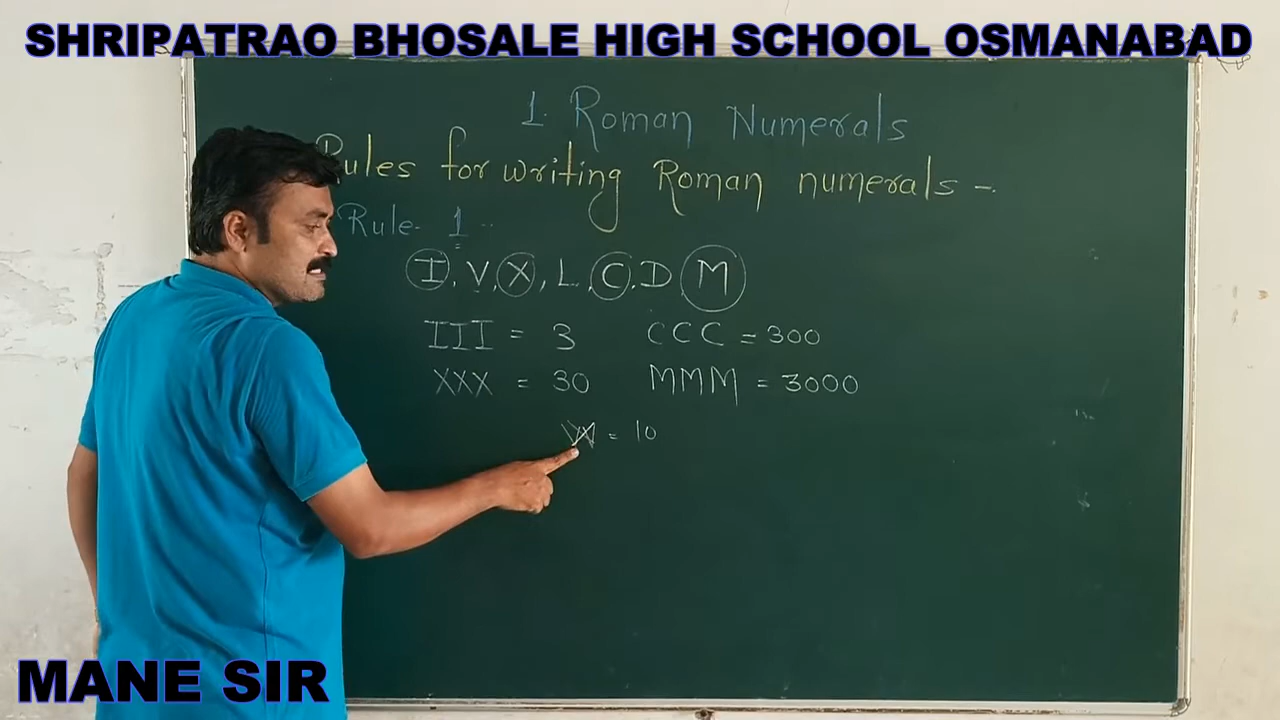 SHRIPATRAO BHOSALE HIGH SCHOOL OSMANABAD
1. Roman Numerals
Rules for writing Roman numerals -
Rule - 1 -
I, V, X, L, C, D, M
III = 3 CCC = 300
XXX = 30 MMM = 3000
VV = 10
MANE SIR